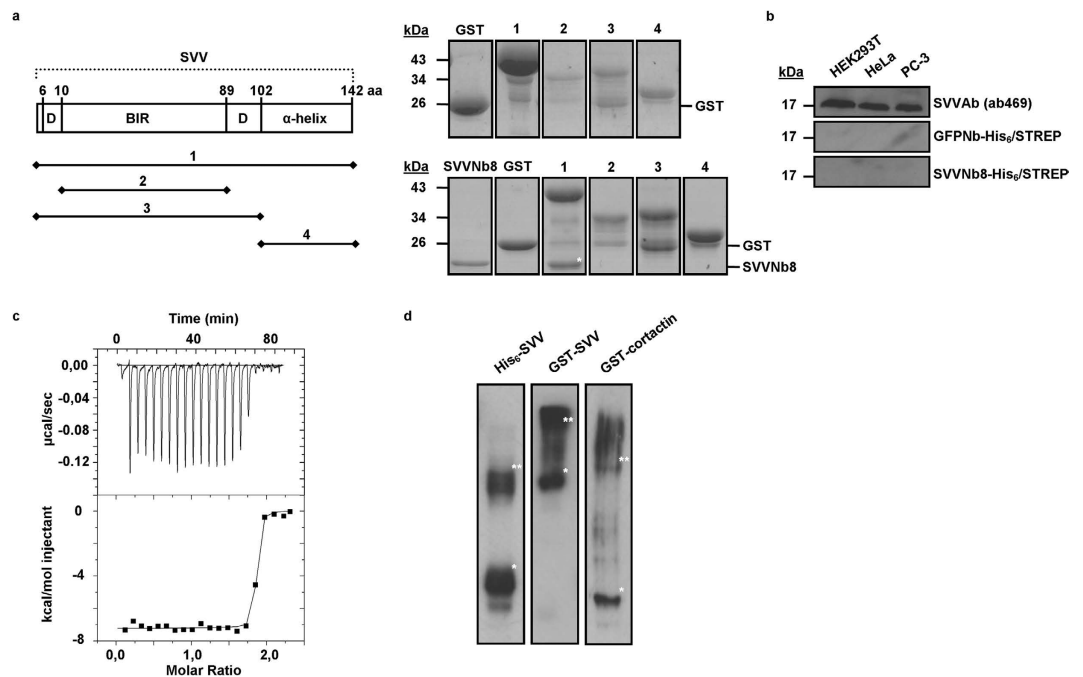 a
SVV
6 10 89 102 142 aa
D BIR D α-helix
1
2
3
4
kDa GST 1 2 3 4
43
34
26
GST
kDa SVVNb8 GST 1 2 3 4
43
34
26
*
GST
SVVNb8
b
kDa HEK293T HeLa PC-3
17 SVVAb (ab469)
17 GFPNb-His₆/STREP
17 SVVNb8-His₆/STREP
c
Time (min)
0 40 80
0,00
-0,04
-0.08
-0.12
µcal/sec
0
-4
-8
kcal/mol injectant
0,0 1,0 2,0
Molar Ratio
d
His₆-SVV GST-SVV GST-cortactin
** ** **
* * *